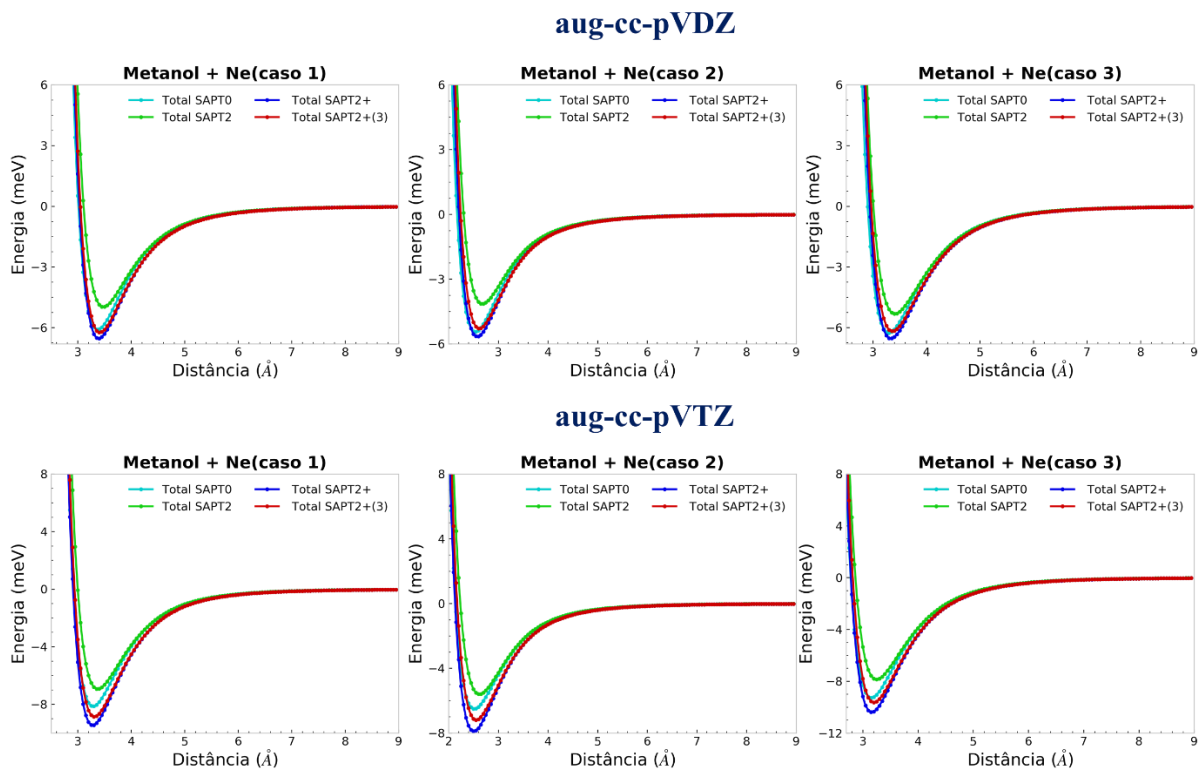 aug-cc-pVDZ
Metanol + Ne(caso 1)
6
3
0
−3
−6
Energia (meV)
Total SAPT0
Total SAPT2
Total SAPT2+
Total SAPT2+(3)
3 4 5 6 7 8 9
Distância (Å)
Metanol + Ne(caso 2)
6
3
0
−3
−6
Energia (meV)
Total SAPT0
Total SAPT2
Total SAPT2+
Total SAPT2+(3)
3 4 5 6 7 8 9
Distância (Å)
Metanol + Ne(caso 3)
6
3
0
−3
−6
Energia (meV)
Total SAPT0
Total SAPT2
Total SAPT2+
Total SAPT2+(3)
3 4 5 6 7 8 9
Distância (Å)
aug-cc-pVTZ
Metanol + Ne(caso 1)
8
4
0
−4
−8
Energia (meV)
Total SAPT0
Total SAPT2
Total SAPT2+
Total SAPT2+(3)
3 4 5 6 7 8 9
Distância (Å)
Metanol + Ne(caso 2)
8
4
0
−4
−8
Energia (meV)
Total SAPT0
Total SAPT2
Total SAPT2+
Total SAPT2+(3)
2 3 4 5 6 7 8 9
Distância (Å)
Metanol + Ne(caso 3)
8
4
0
−4
−8
−12
Energia (meV)
Total SAPT0
Total SAPT2
Total SAPT2+
Total SAPT2+(3)
3 4 5 6 7 8 9
Distância (Å)